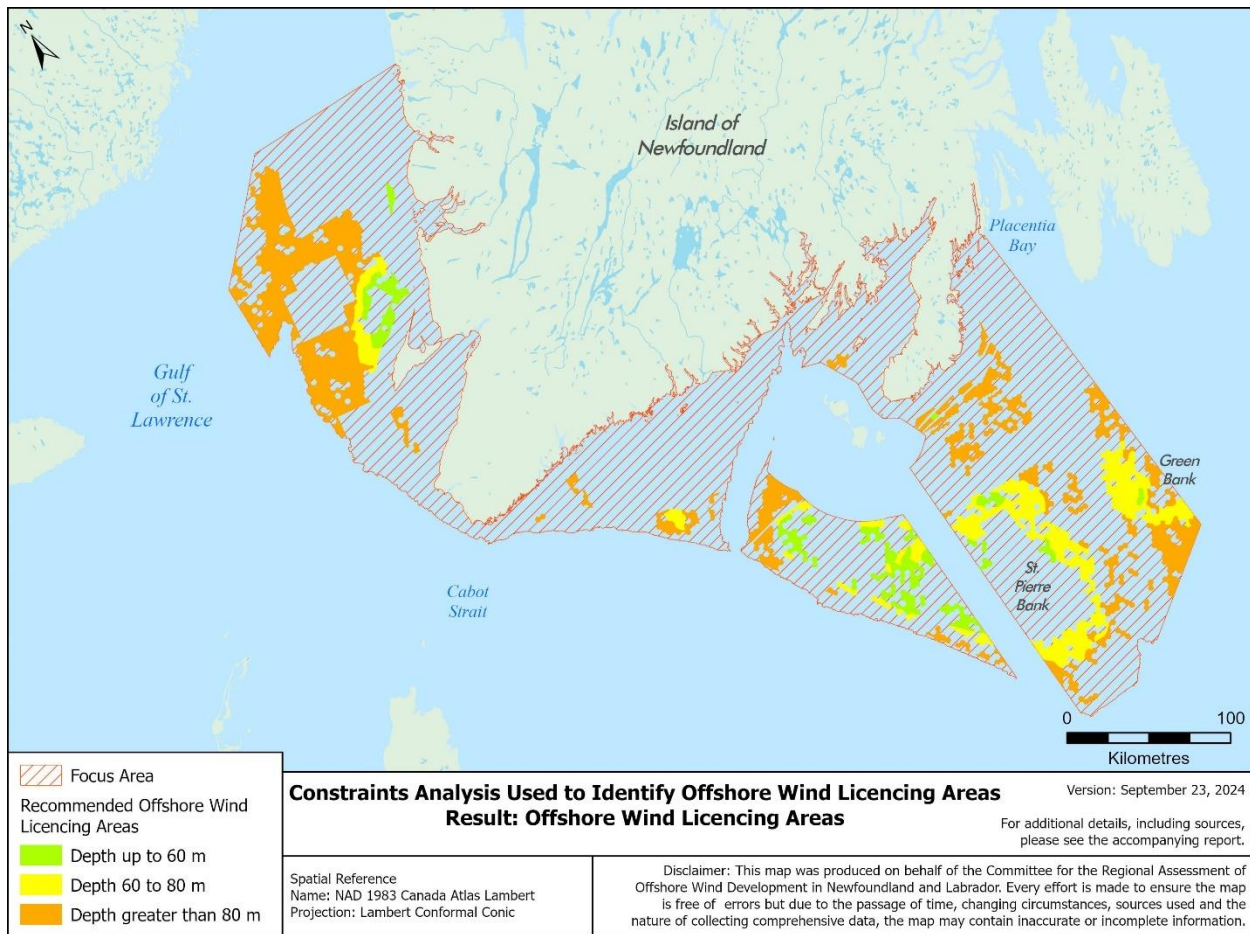 N
Island of
Newfoundland
Placentia
Bay
Gulf
of St.
Lawrence
Green
Bank
St.
Pierre
Bank
Cabot
Strait
0 100
Kilometres
Focus Area
Recommended Offshore Wind
Licencing Areas
Depth up to 60 m
Depth 60 to 80 m
Depth greater than 80 m
Constraints Analysis Used to Identify Offshore Wind Licencing Areas
Result: Offshore Wind Licencing Areas
Version: September 23, 2024
For additional details, including sources,
please see the accompanying report.
Spatial Reference
Name: NAD 1983 Canada Atlas Lambert
Projection: Lambert Conformal Conic
Disclaimer: This map was produced on behalf of the Committee for the Regional Assessment of
Offshore Wind Development in Newfoundland and Labrador. Every effort is made to ensure the map
is free of errors but due to the passage of time, changing circumstances, sources used and the
nature of collecting comprehensive data, the map may contain inaccurate or incomplete information.